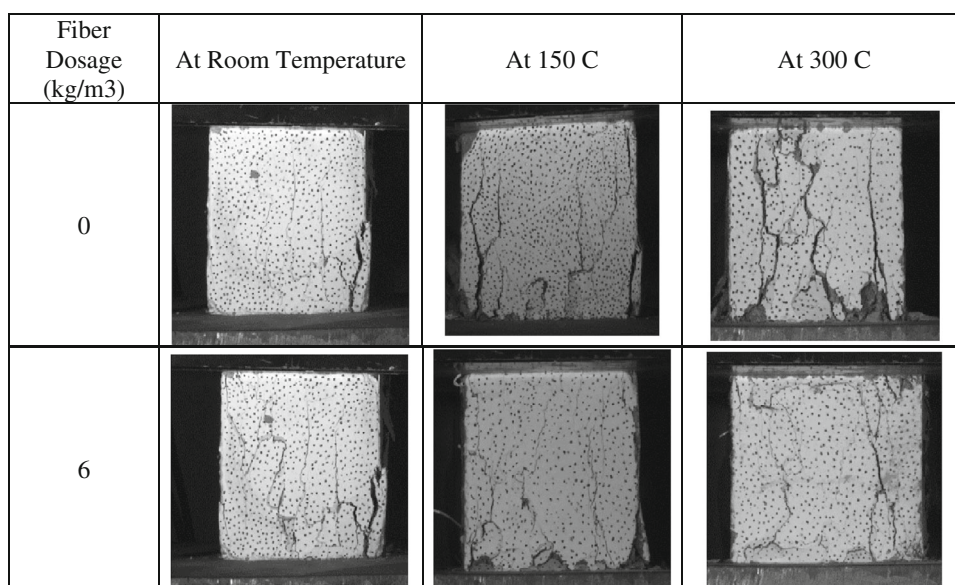 Fiber
Dosage
(kg/m3)
At Room Temperature
At 150 C
At 300 C
0
6